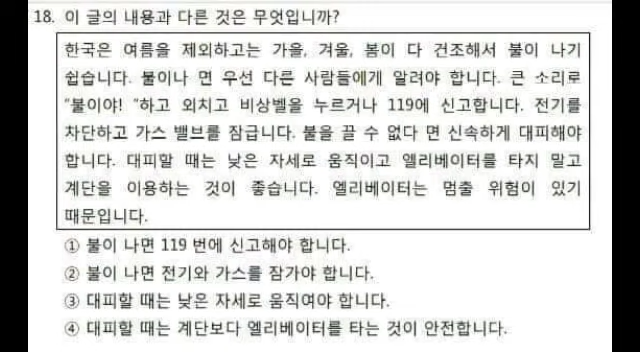 18. 이 글의 내용과 다른 것은 무엇입니까?
한국은 여름을 제외하고는 가을, 겨울, 봄이 다 건조해서 불이 나기
쉽습니다. 불이나 면 우선 다른 사람들에게 알려야 합니다. 큰 소리로
"불이야! "하고 외치고 비상벨을 누르거나 119에 신고합니다. 전기를
차단하고 가스 밸브를 잠급니다. 불을 끌 수 없다 면 신속하게 대피해야
합니다. 대피할 때는 낮은 자세로 움직이고 엘리베이터를 타지 말고
계단을 이용하는 것이 좋습니다. 엘리베이터는 멈출 위험이 있기
때문입니다.
① 불이 나면 119 번에 신고해야 합니다.
② 불이 나면 전기와 가스를 잠가야 합니다.
③ 대피할 때는 낮은 자세로 움직여야 합니다.
④ 대피할 때는 계단보다 엘리베이터를 타는 것이 안전합니다.